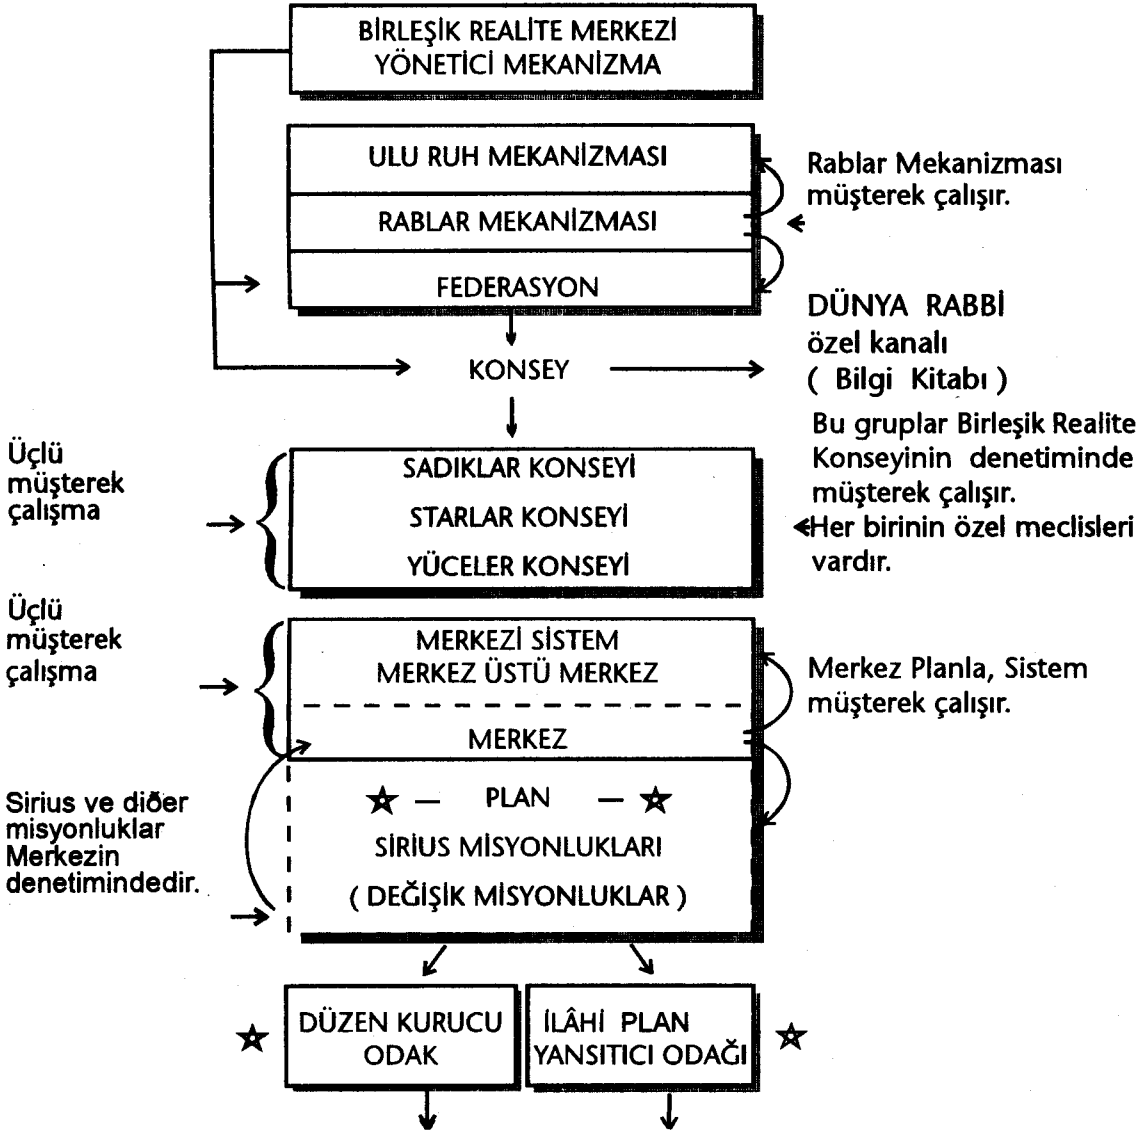 BİRLEŞİK REALİTE MERKEZİ
YÖNETİCİ MEKANİZMA
ULU RUH MEKANİZMASI
RABLAR MEKANİZMASI
FEDERASYON
Rablar Mekanizması
müşterek çalışır.
KONSEY
DÜNYA RABBİ
özel kanalı
( Bilgi Kitabı )
Üçlü
müşterek
çalışma
SADIKLAR KONSEYİ
STARLAR KONSEYİ
YÜCELER KONSEYİ
Bu gruplar Birleşik Realite
Konseyinin denetiminde
müşterek çalışır.
Her birinin özel meclisleri
vardır.
Üçlü
müşterek
çalışma
MERKEZİ SİSTEM
MERKEZ ÜSTÜ MERKEZ
MERKEZ
Merkez Planla, Sistem
müşterek çalışır.
Sirius ve diðer
misyonluklar
Merkezin
denetimindedir.
— PLAN —
SİRİUS MİSYONLUKLARI
( DEĞİŞİK MİSYONLUKLAR )
DÜZEN KURUCU
ODAK
İLÂHİ PLAN
YANSITICI ODAĞI